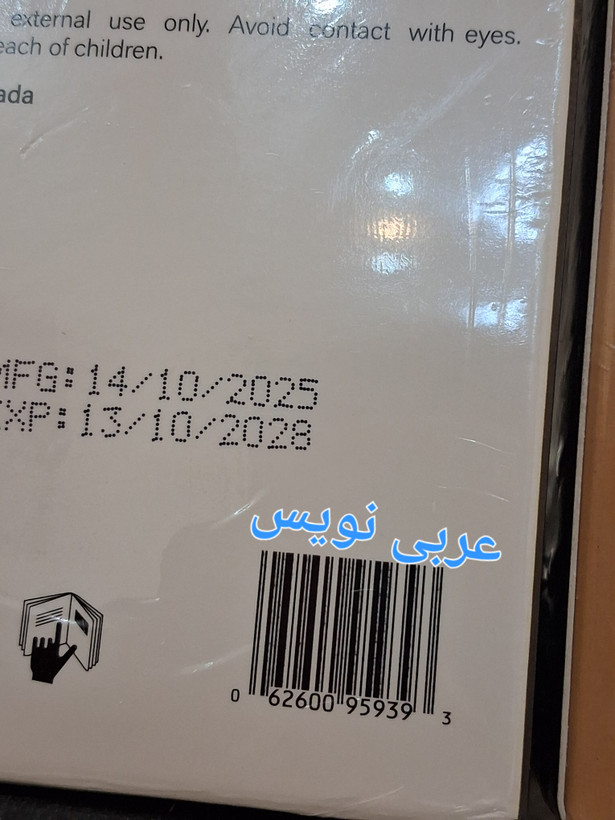 external use only. Avoid contact with eyes.
each of children.
ada
MFG: 14/10/2025
EXP: 13/10/2028
عربی نویس
0 62600 95939 3